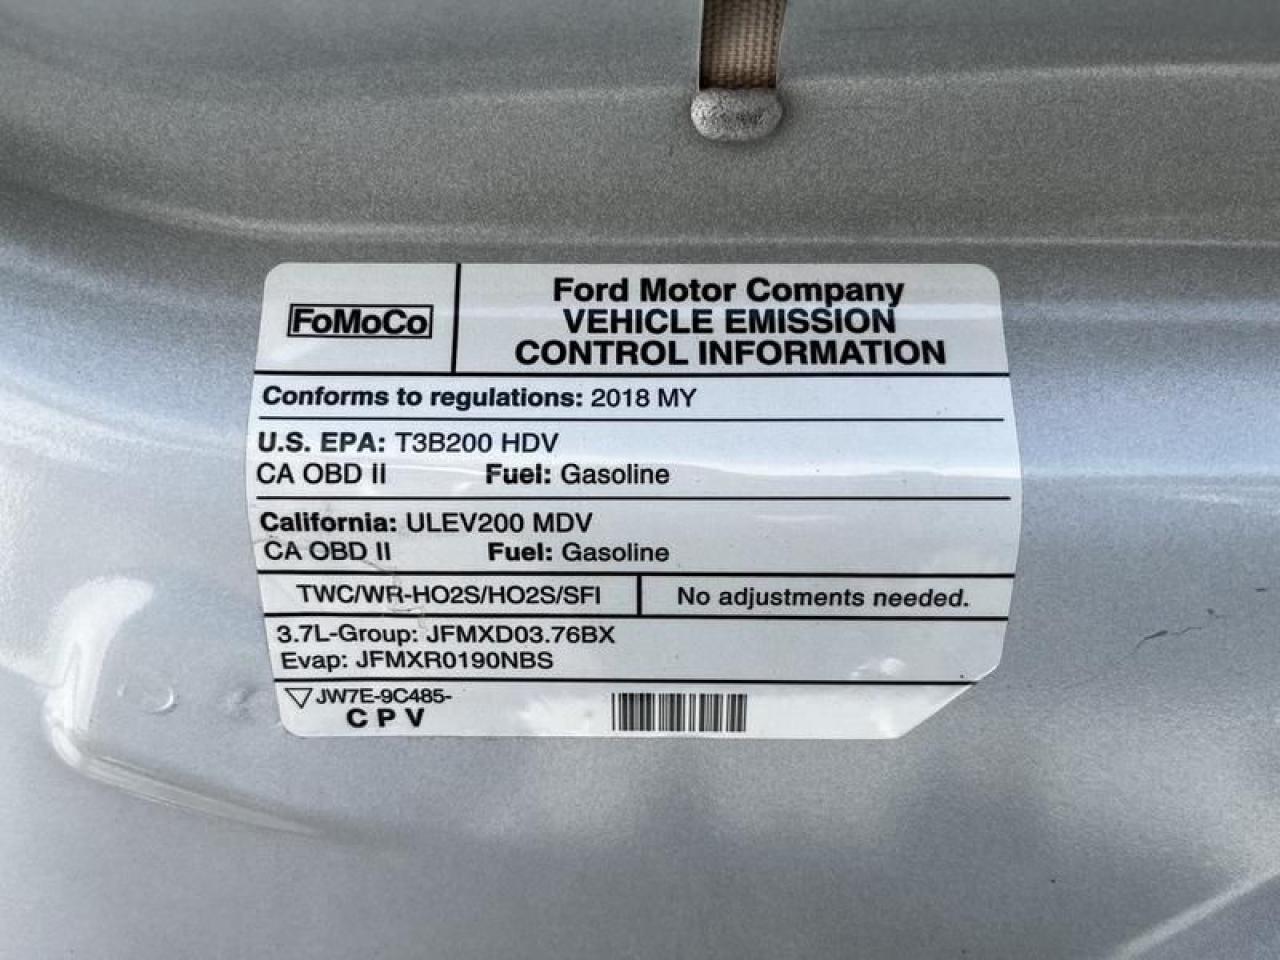 FoMoCo
Ford Motor Company
VEHICLE EMISSION
CONTROL INFORMATION
Conforms to regulations: 2018 MY
U.S. EPA: T3B200 HDV
CA OBD II Fuel: Gasoline
California: ULEV200 MDV
CA OBD II Fuel: Gasoline
TWC/WR-HO2S/HO2S/SFI No adjustments needed.
3.7L-Group: JFMXD03.76BX
Evap: JFMXR0190NBS
JW7E-9C485-
C P V